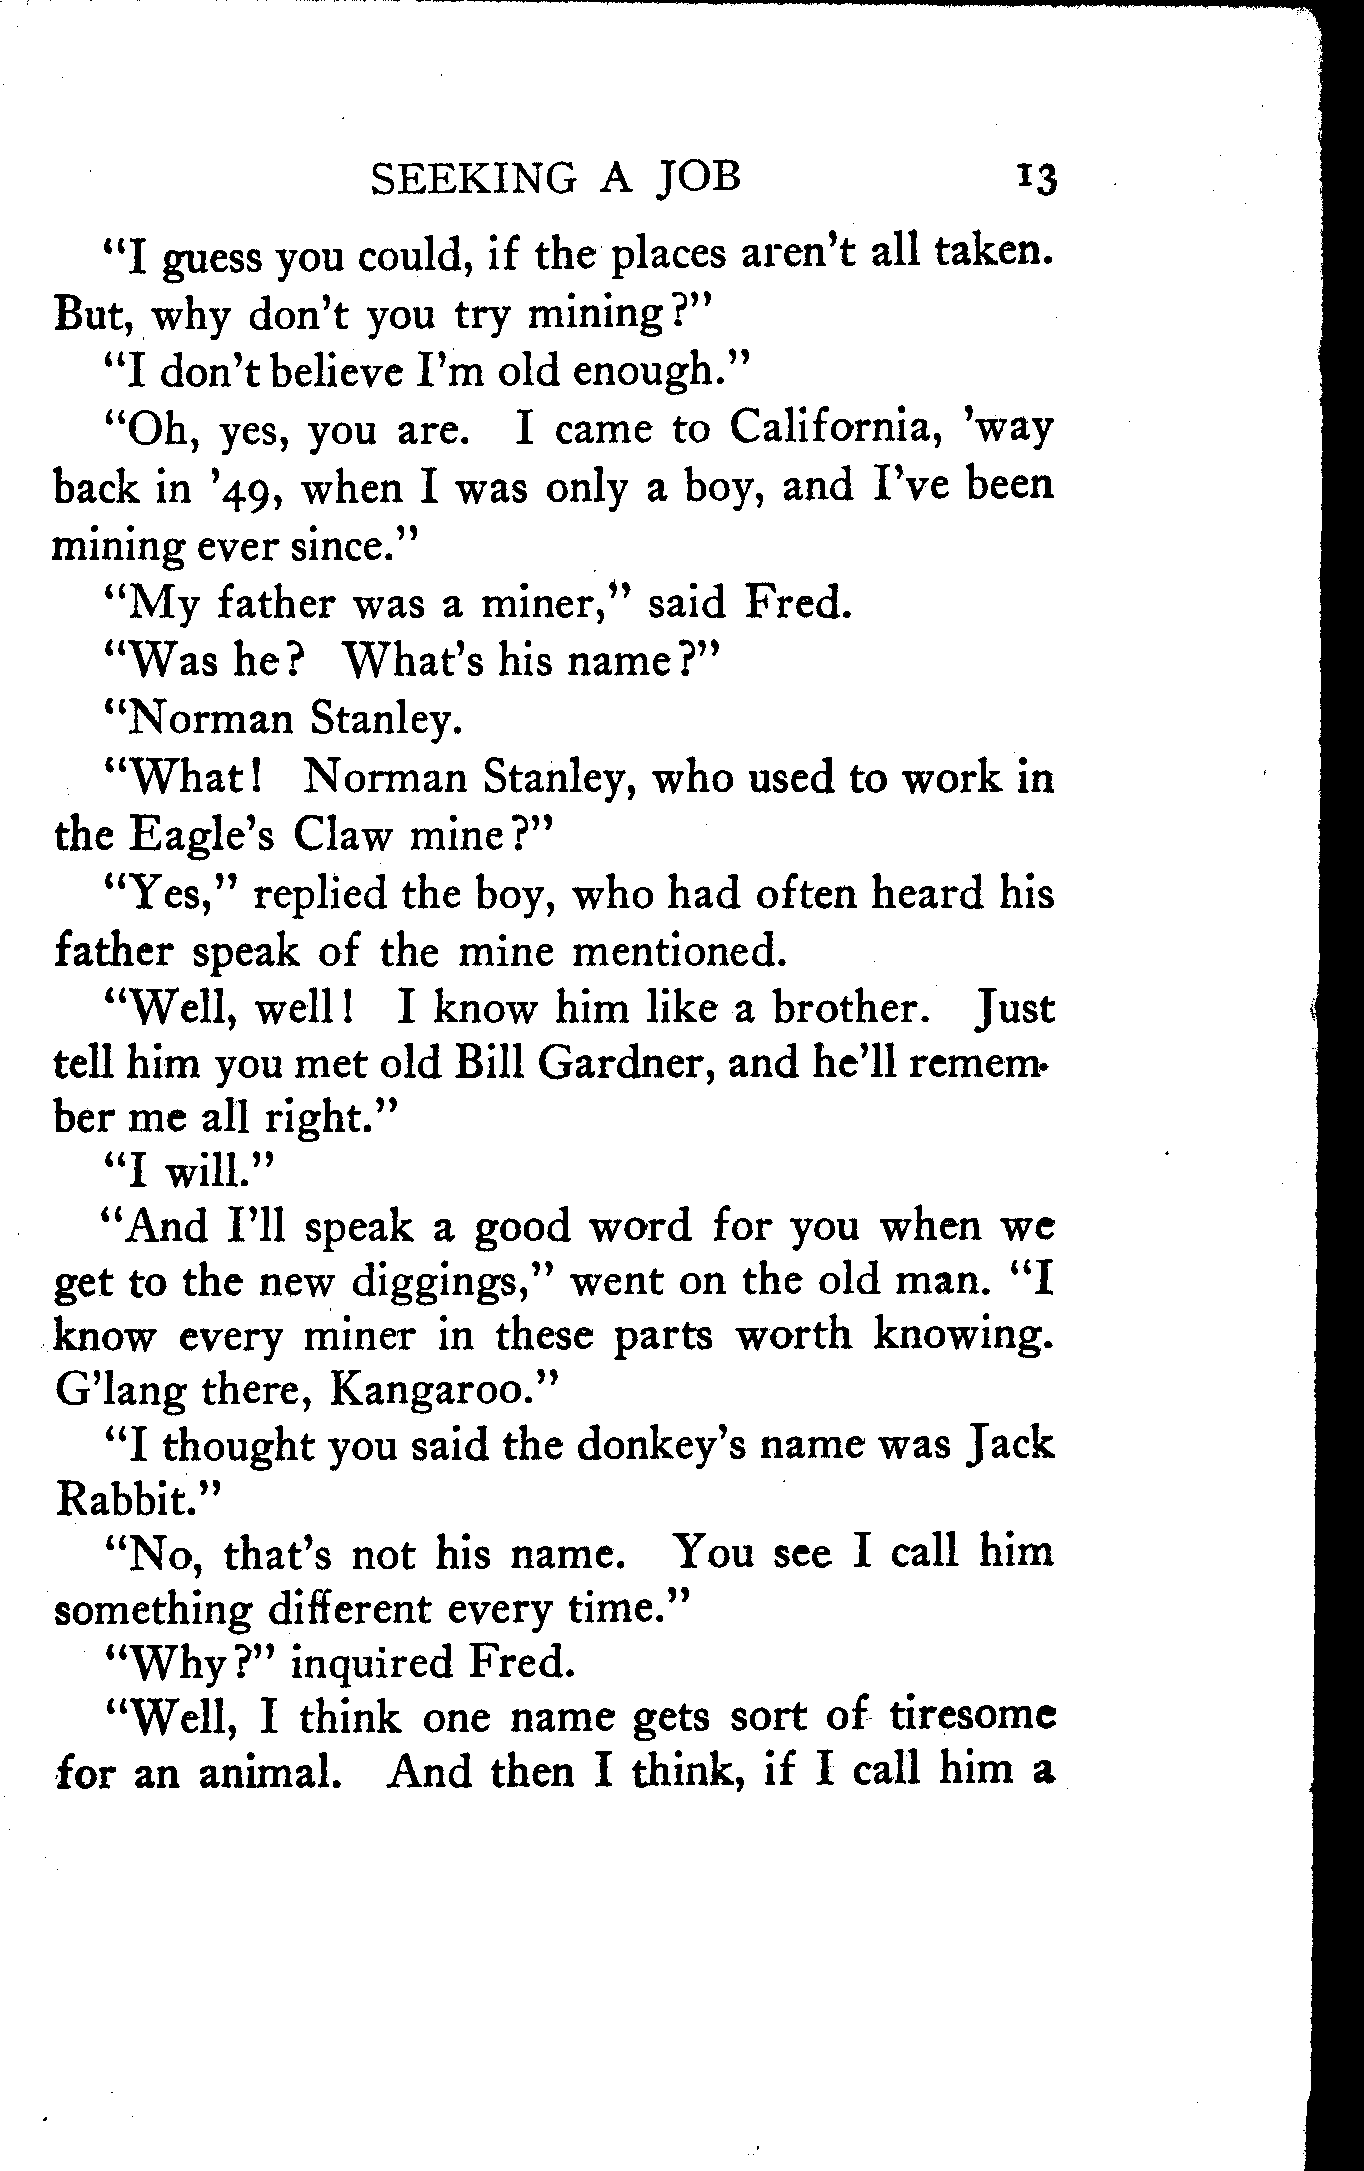 SEEKING A JOB 13
“I guess you could, if the places aren't all taken.
But, why don't you try mining?”
“I don't believe I'm old enough.”
“Oh, yes, you are. I came to California, 'way
back in '49, when I was only a boy, and I've been
mining ever since.”
“My father was a miner,” said Fred.
“Was he? What's his name?”
“Norman Stanley.
“What! Norman Stanley, who used to work in
the Eagle's Claw mine?”
“Yes,” replied the boy, who had often heard his
father speak of the mine mentioned.
“Well, well! I know him like a brother. Just
tell him you met old Bill Gardner, and he'll remem-
ber me all right.”
“I will.”
“And I'll speak a good word for you when we
get to the new diggings,” went on the old man. “I
know every miner in these parts worth knowing.
G'lang there, Kangaroo.”
“I thought you said the donkey's name was Jack
Rabbit.”
“No, that's not his name. You see I call him
something different every time.”
“Why?” inquired Fred.
“Well, I think one name gets sort of tiresome
for an animal. And then I think, if I call him a